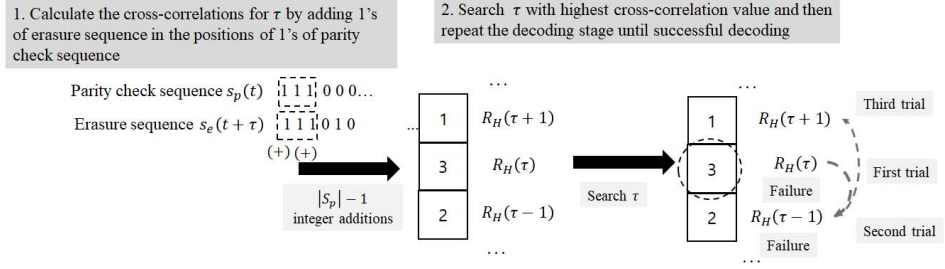 1. Calculate the cross-correlations for τ by adding 1's
of erasure sequence in the positions of 1's of parity
check sequence
2. Search τ with highest cross-correlation value and then
repeat the decoding stage until successful decoding
Parity check sequence s_p(t) 1 1 1 0 0 0...
Erasure sequence s_e(t + τ) 1 1 1 0 1 0
(+) (+)
|S_p| − 1
integer additions
...
... 1 R_H(τ + 1)
3 R_H(τ)
2 R_H(τ − 1)
...
Search τ
...
1 R_H(τ + 1)
3 R_H(τ)
Failure
2 R_H(τ − 1)
Failure
...
Third trial
First trial
Second trial